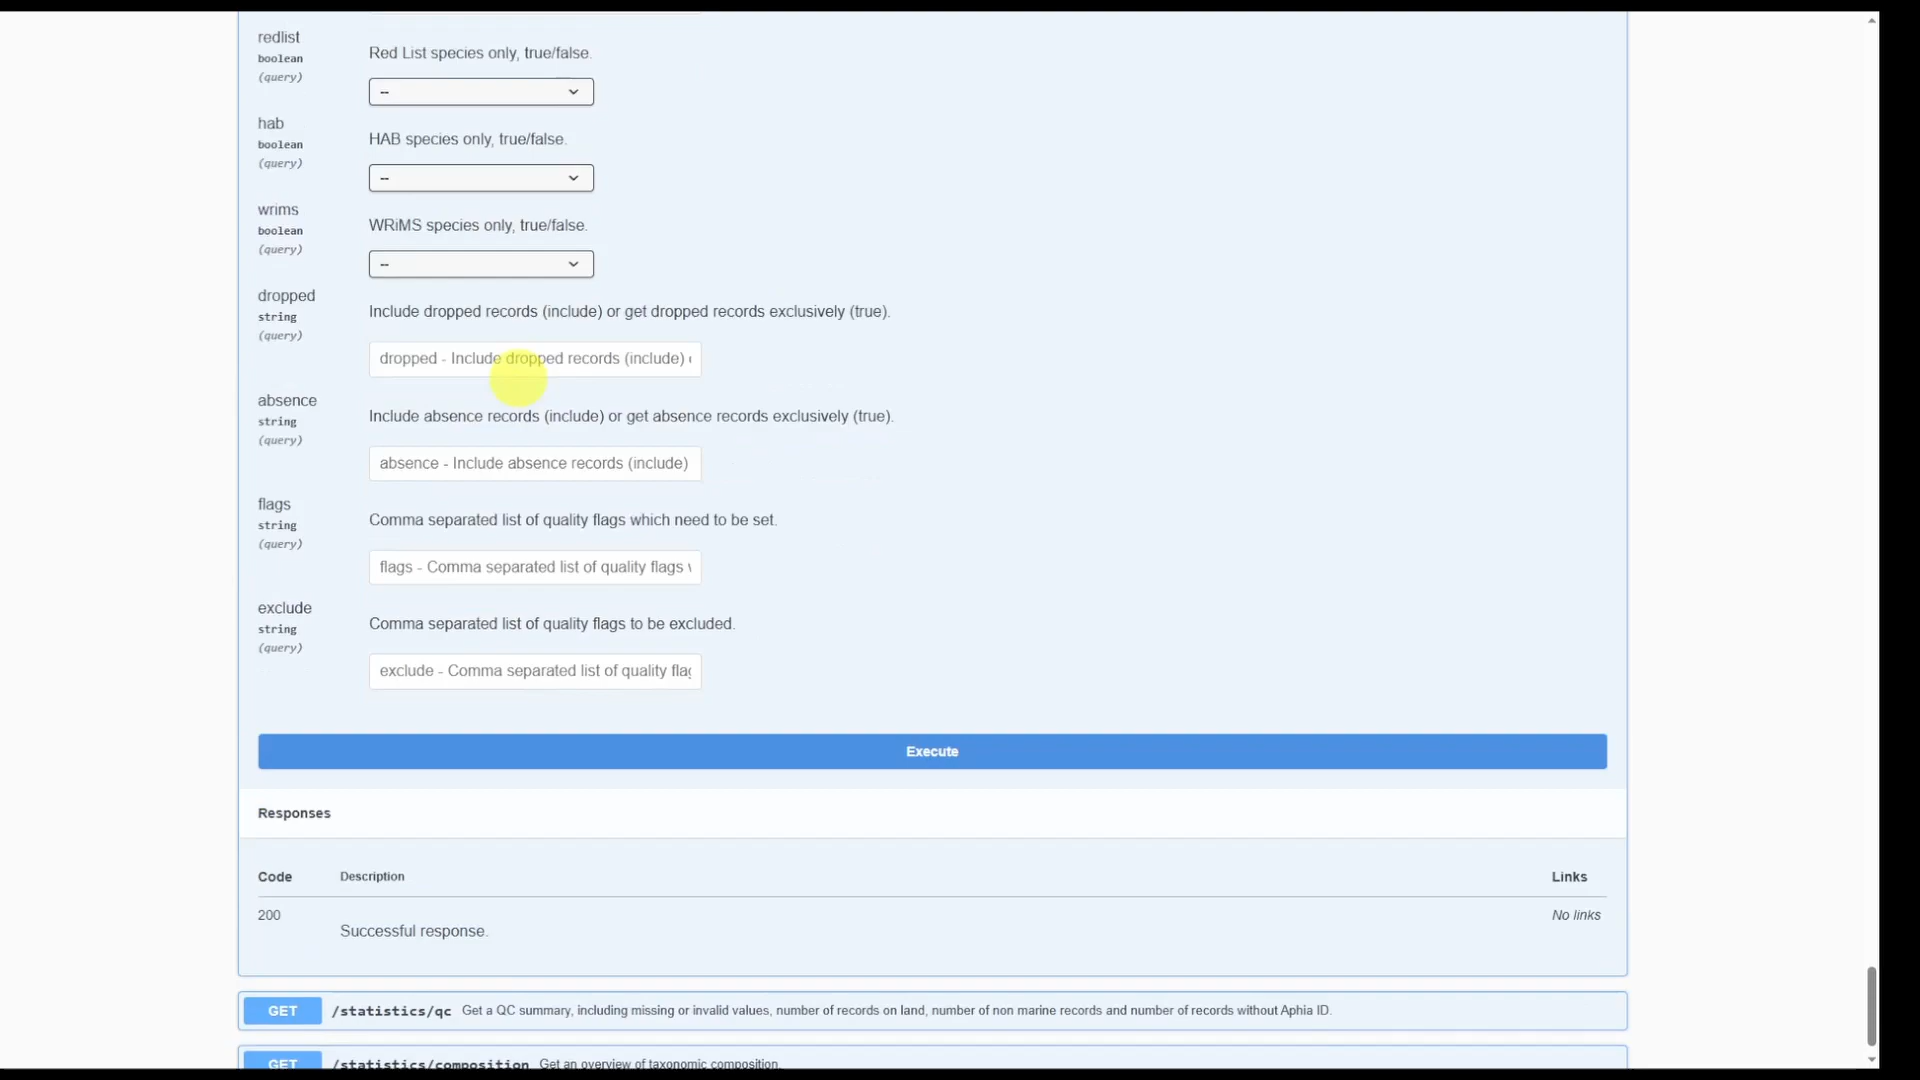 redlist
boolean
(query)
Red List species only, true/false.
--
hab
boolean
(query)
HAB species only, true/false.
--
wrims
boolean
(query)
WRiMS species only, true/false.
--
dropped
string
(query)
Include dropped records (include) or get dropped records exclusively (true).
dropped - Include dropped records (include)
absence
string
(query)
Include absence records (include) or get absence records exclusively (true).
absence - Include absence records (include)
flags
string
(query)
Comma separated list of quality flags which need to be set.
flags - Comma separated list of quality flags
exclude
string
(query)
Comma separated list of quality flags to be excluded.
exclude - Comma separated list of quality flag
Execute
Responses
Code Description Links
200 Successful response. No links
GET /statistics/qc Get a QC summary, including missing or invalid values, number of records on land, number of non marine records and number of records without Aphia ID.
GET /statistics/composition Get an overview of taxonomic composition.